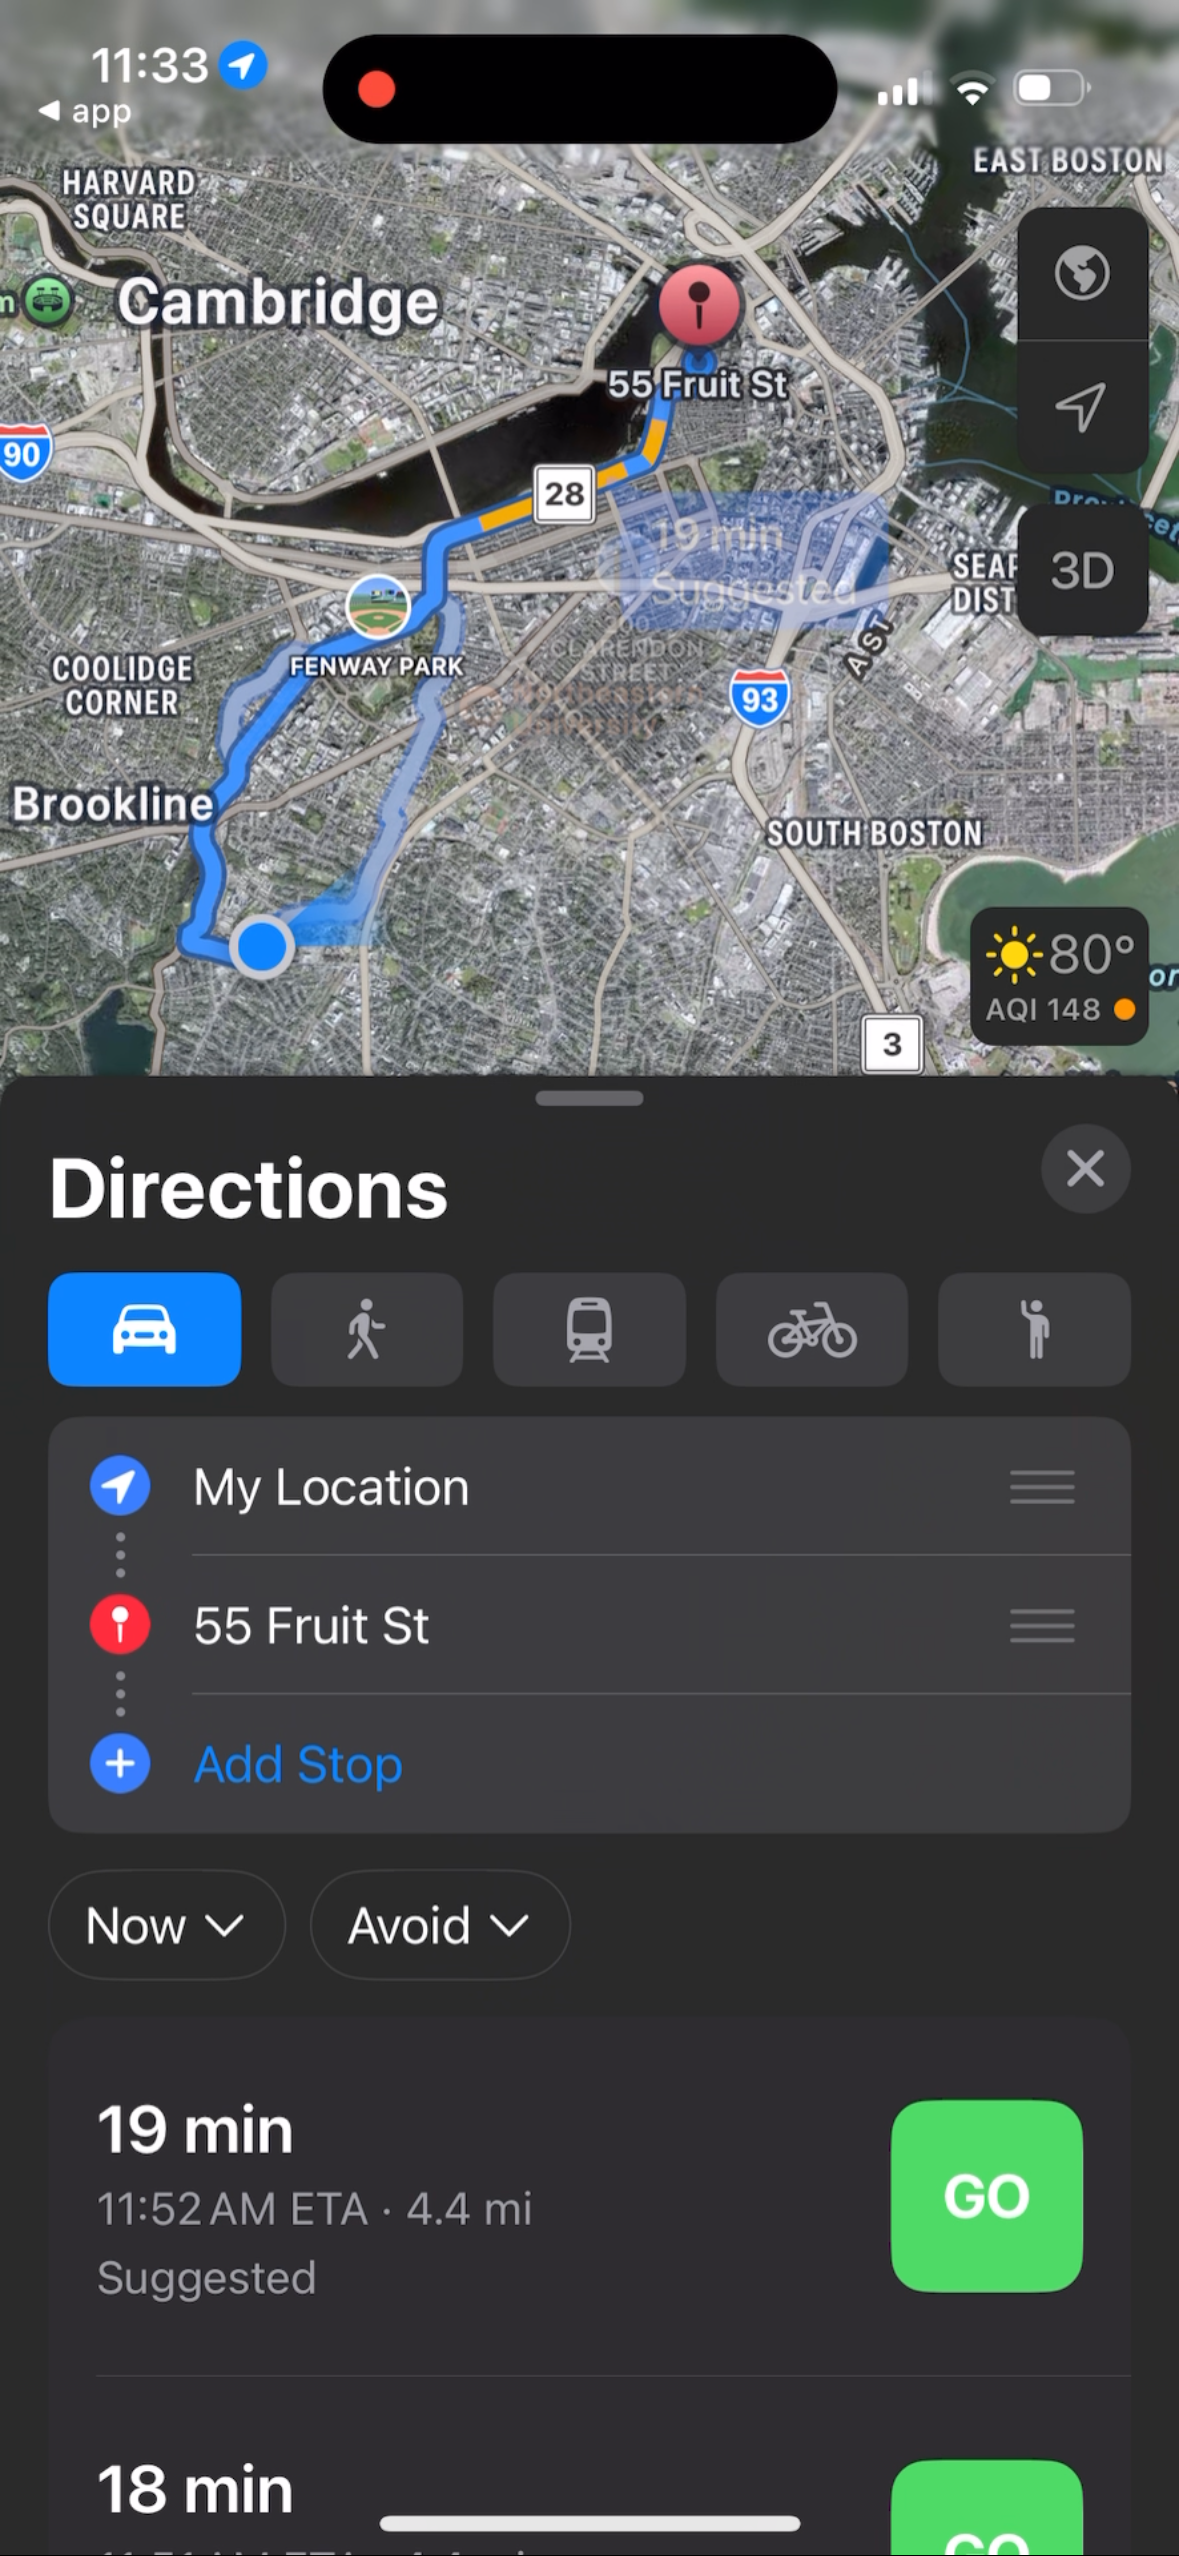 11:33
◀ app
EAST BOSTON
HARVARD
SQUARE
Cambridge
55 Fruit St
90
28
19 min
Suggested
3D
SEAP
DIST
CLARENDON
STREET
A ST
COOLIDGE
CORNER
FENWAY PARK
93
Brookline
SOUTH BOSTON
80°
AQI 148
3
Directions
My Location
55 Fruit St
Add Stop
Now
Avoid
19 min
11:52 AM ETA · 4.4 mi
Suggested
GO
18 min
GO